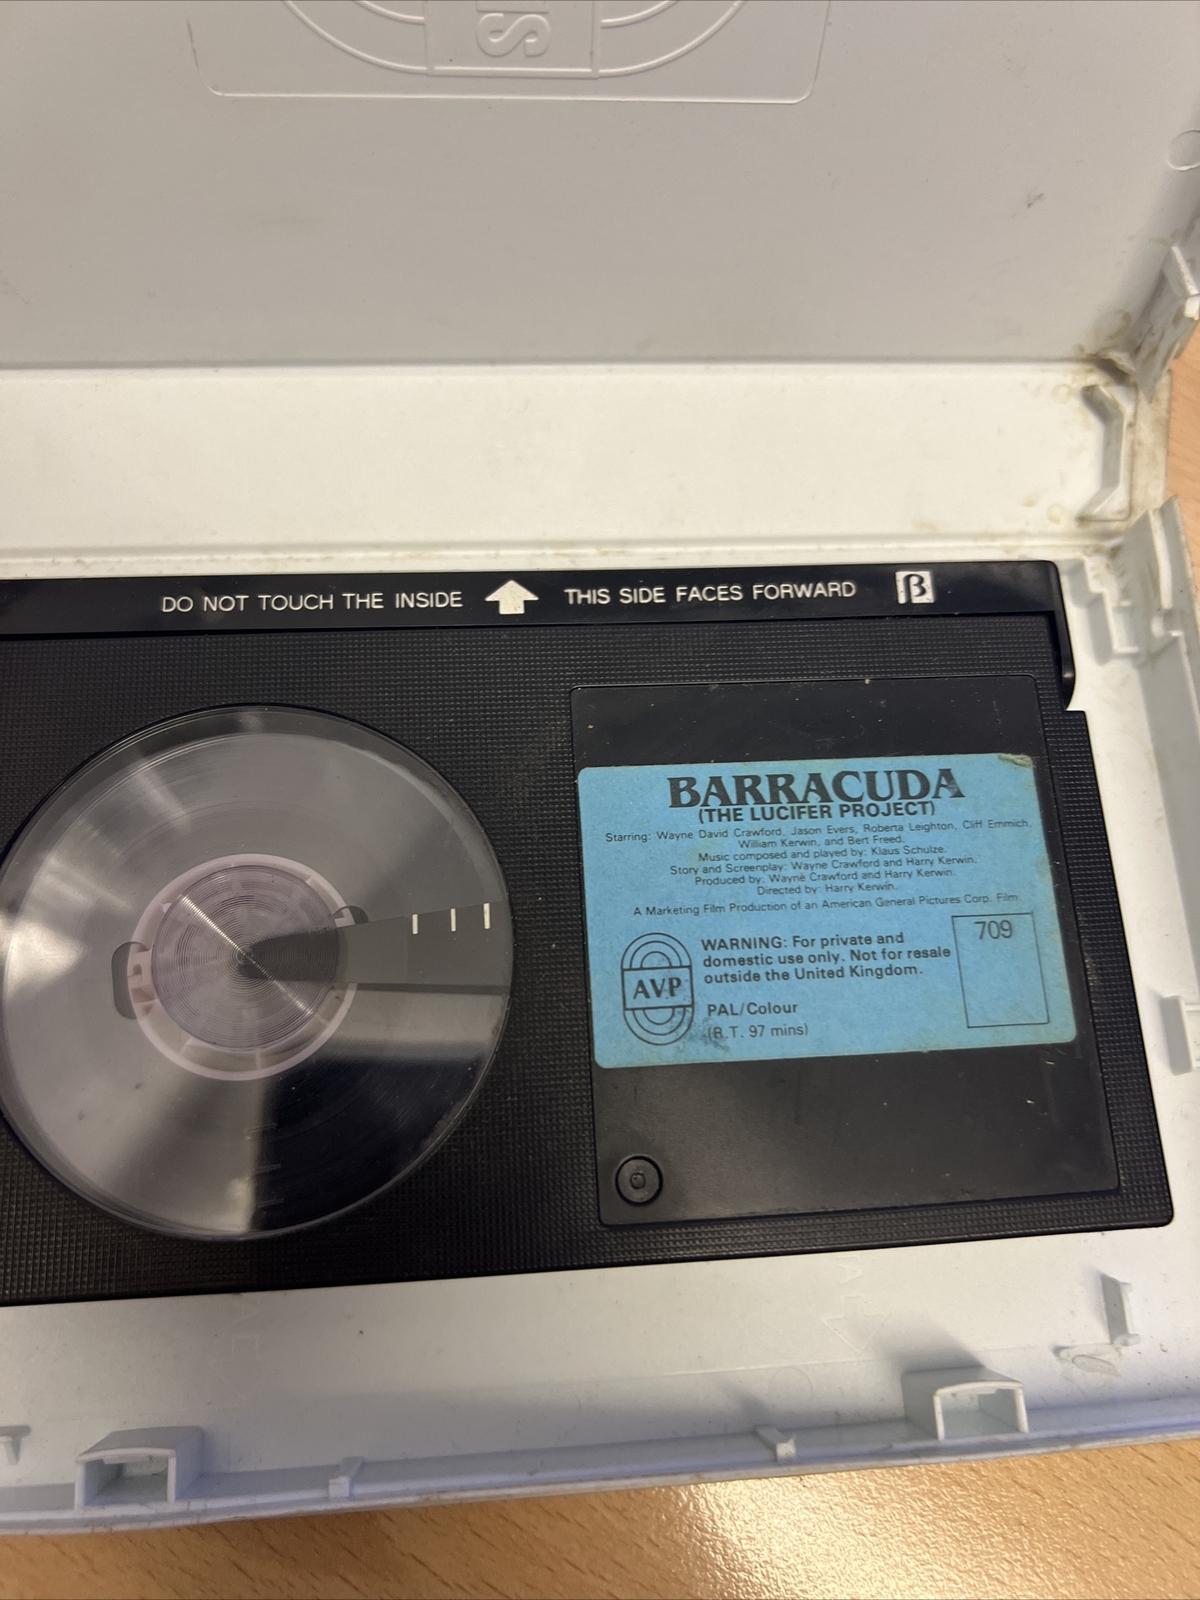 DO NOT TOUCH THE INSIDE THIS SIDE FACES FORWARD β
BARRACUDA
(THE LUCIFER PROJECT)
Starring: Wayne David Crawford, Jason Evers, Roberta Leighton, Cliff Emmich,
William Kerwin, and Bert Freed.
Music composed and played by: Klaus Schulze.
Story and Screenplay: Wayne Crawford and Harry Kerwin.
Produced by: Wayne Crawford and Harry Kerwin.
Directed by: Harry Kerwin.
A Marketing Film Production of an American General Pictures Corp. Film.
709
WARNING: For private and
domestic use only. Not for resale
outside the United Kingdom.
AVP
PAL/Colour
(R.T. 97 mins)